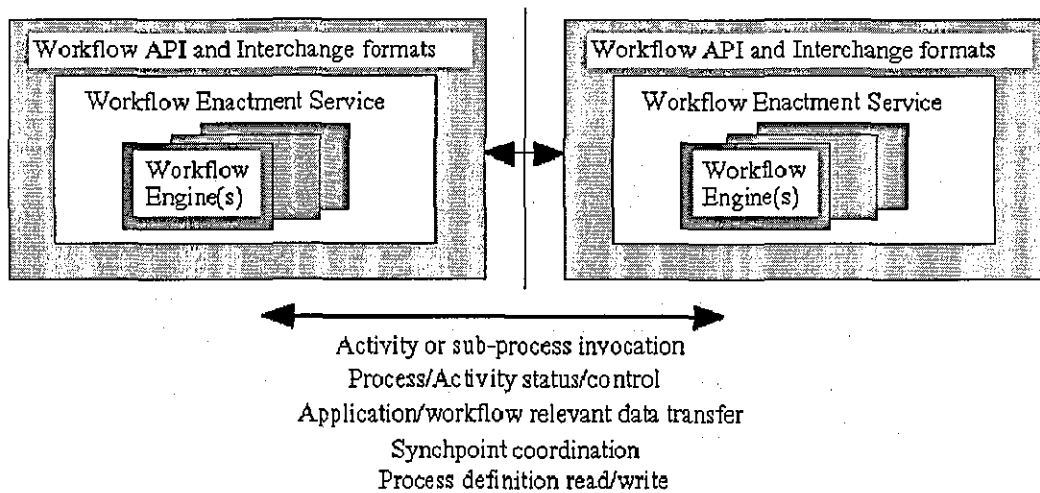 Workflow API and Interchange formats
Workflow Enactment Service
Workflow
Engine(s)
Workflow API and Interchange formats
Workflow Enactment Service
Workflow
Engine(s)
Activity or sub-process invocation
Process/Activity status/control
Application/workflow relevant data transfer
Synchpoint coordination
Process definition read/write